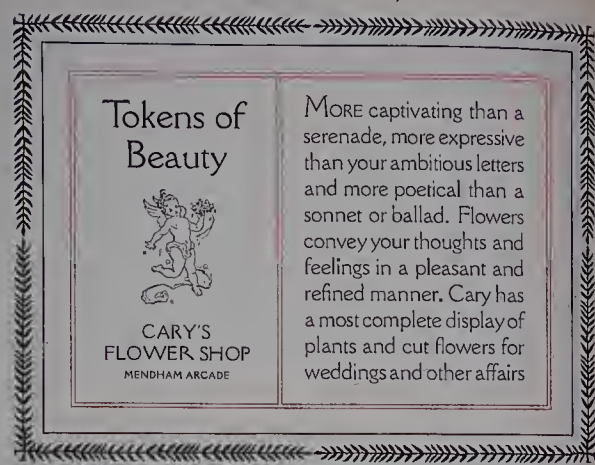 Tokens of
Beauty
CARY'S
FLOWER SHOP
MENDHAM ARCADE
MORE captivating than a
serenade, more expressive
than your ambitious letters
and more poetical than a
sonnet or ballad. Flowers
convey your thoughts and
feelings in a pleasant and
refined manner. Cary has
a most complete display of
plants and cut flowers for
weddings and other affairs